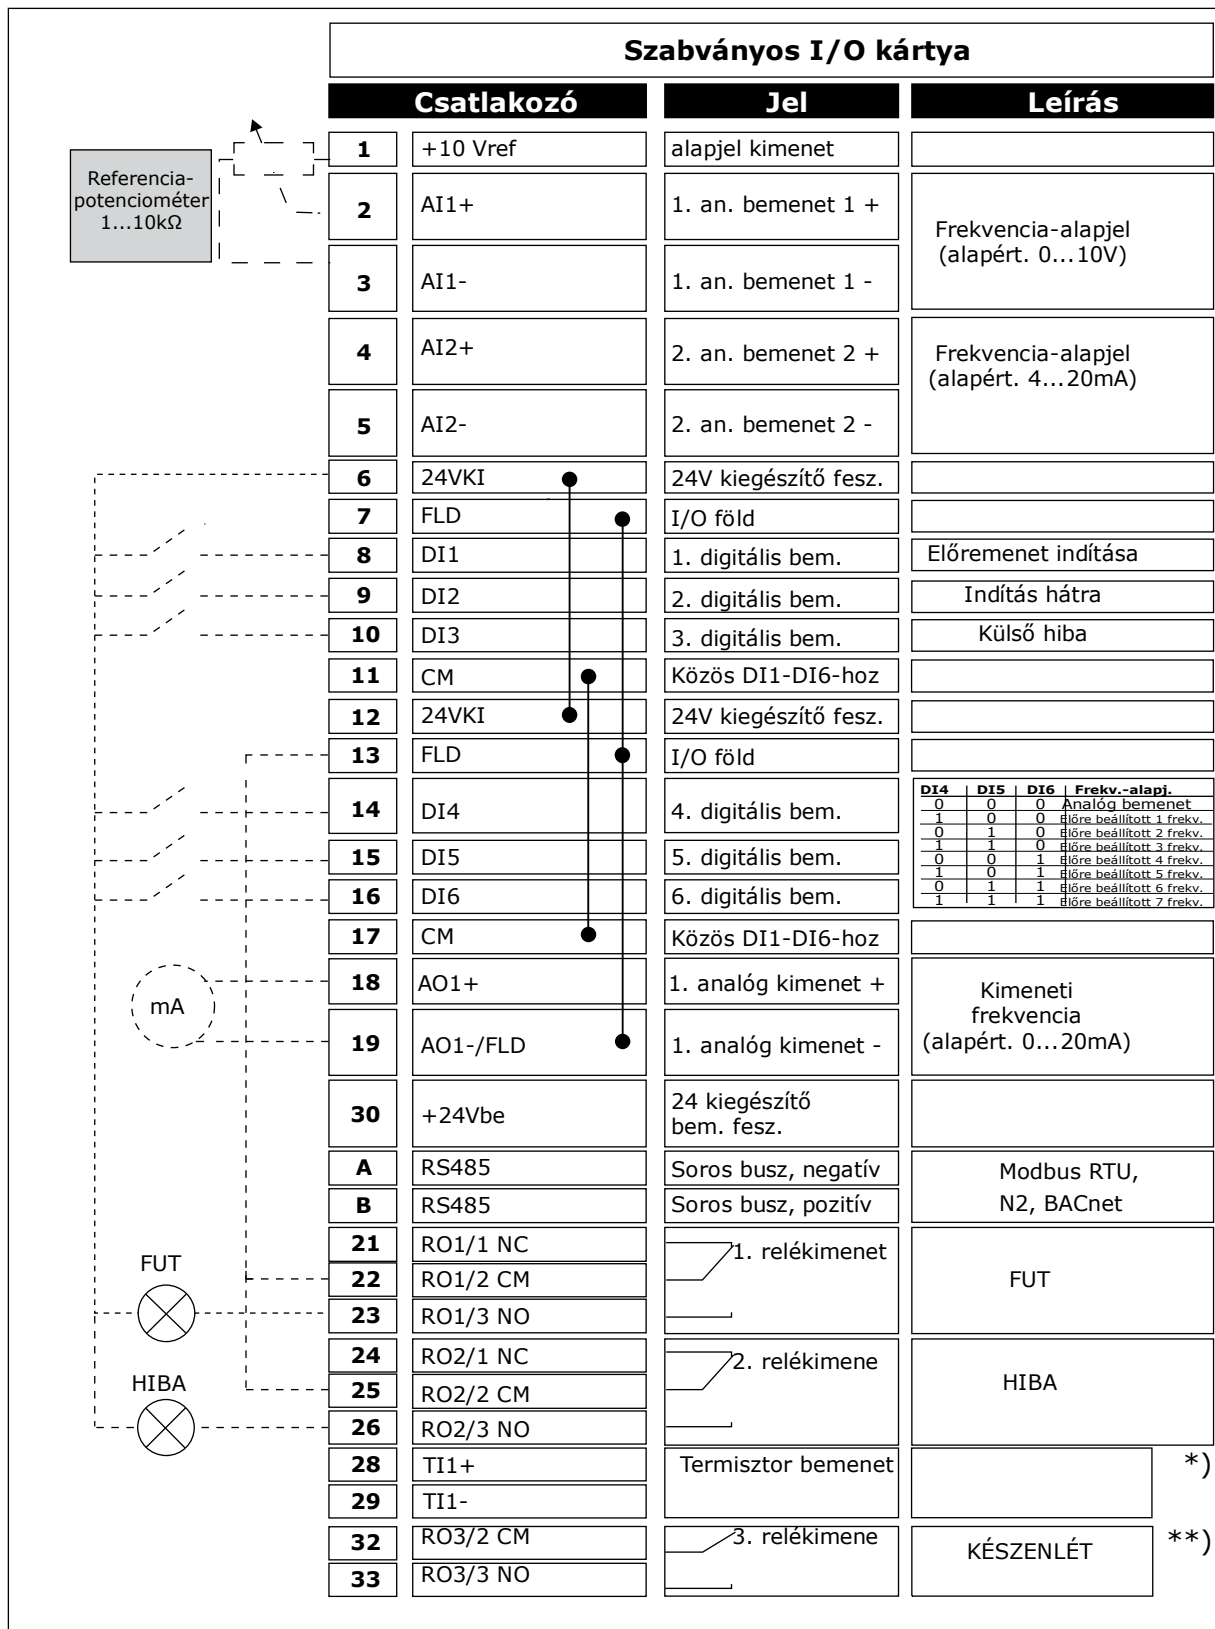 Szabványos I/O kártya
Csatlakozó Jel Leírás
Referencia-
potenciométer
1...10kΩ
1 +10 Vref alapjel kimenet
2 AI1+ 1. an. bemenet 1 +
Frekvencia-alapjel
(alapért. 0...10V)
3 AI1- 1. an. bemenet 1 -
4 AI2+ 2. an. bemenet 2 +
Frekvencia-alapjel
(alapért. 4...20mA)
5 AI2- 2. an. bemenet 2 -
6 24VKI 24V kiegészítő fesz.
7 FLD I/O föld
8 DI1 1. digitális bem. Előremenet indítása
9 DI2 2. digitális bem. Indítás hátra
10 DI3 3. digitális bem. Külső hiba
11 CM Közös DI1-DI6-hoz
12 24VKI 24V kiegészítő fesz.
13 FLD I/O föld
14 DI4 4. digitális bem.
DI4 DI5 DI6 Frekv.-alapj.
0 0 0 Analóg bemenet
1 0 0 Előre beállított 1 frekv.
0 1 0 Előre beállított 2 frekv.
1 1 0 Előre beállított 3 frekv.
0 0 1 Előre beállított 4 frekv.
1 0 1 Előre beállított 5 frekv.
0 1 1 Előre beállított 6 frekv.
1 1 1 Előre beállított 7 frekv.
15 DI5 5. digitális bem.
16 DI6 6. digitális bem.
17 CM Közös DI1-DI6-hoz
mA
18 AO1+ 1. analóg kimenet +
Kimeneti
frekvencia
(alapért. 0...20mA)
19 AO1-/FLD 1. analóg kimenet -
30 +24Vbe 24 kiegészítő
bem. fesz.
A RS485 Soros busz, negatív
Modbus RTU,
N2, BACnet
B RS485 Soros busz, pozitív
FUT
21 RO1/1 NC 1. relékimenet
22 RO1/2 CM FUT
23 RO1/3 NO
HIBA
24 RO2/1 NC 2. relékimene
25 RO2/2 CM HIBA
26 RO2/3 NO
28 TI1+ Termisztor bemenet *)
29 TI1-
32 RO3/2 CM 3. relékimene KÉSZENLÉT **)
33 RO3/3 NO